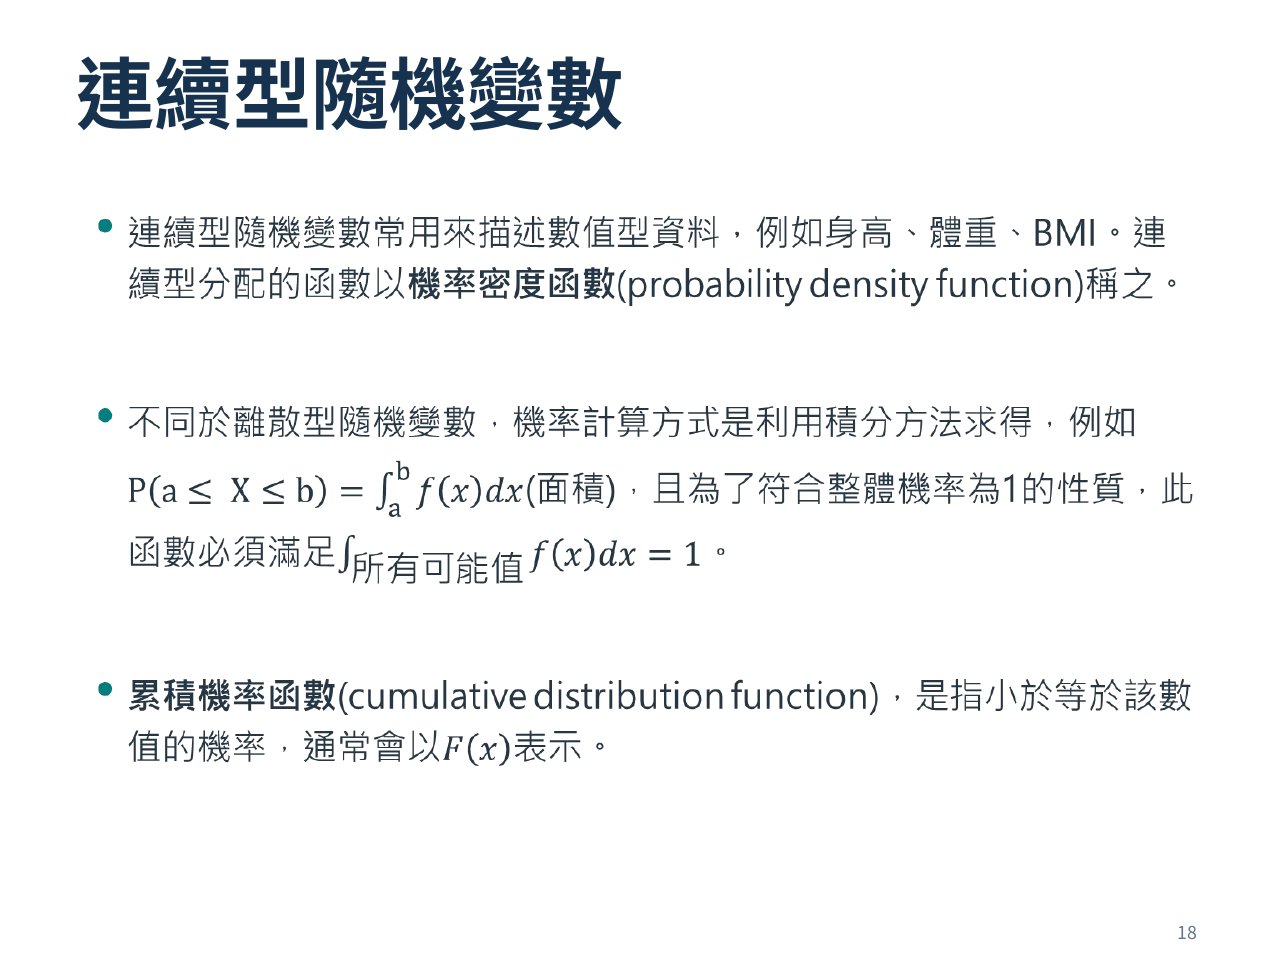 連續型隨機變數
• 連續型隨機變數常用來描述數值型資料，例如身高、體重、BMI。連
續型分配的函數以機率密度函數(probability density function)稱之。
• 不同於離散型隨機變數，機率計算方式是利用積分方法求得，例如
P(a ≤ X ≤ b) = ∫_a^b f(x)dx(面積)，且為了符合整體機率為1的性質，此
函數必須滿足∫_所有可能值 f(x)dx = 1。
• 累積機率函數(cumulative distribution function)，是指小於等於該數
值的機率，通常會以F(x)表示。
18